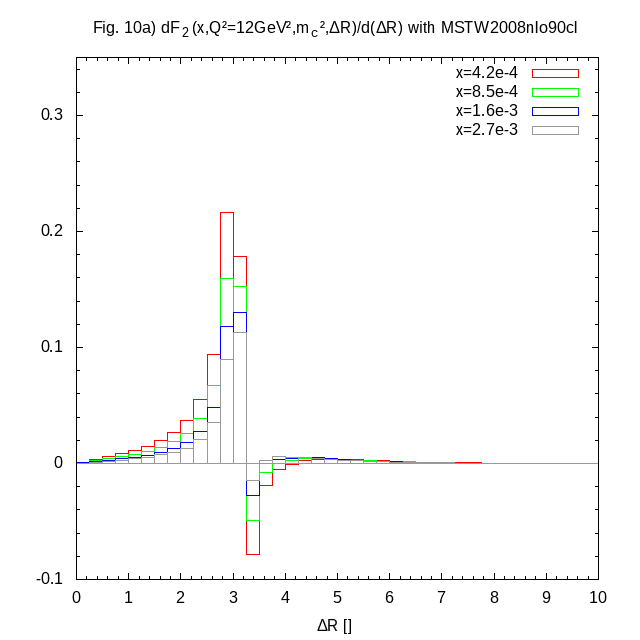 Fig. 10a) dF₂(x,Q²=12GeV²,m_c²,ΔR)/d(ΔR) with MSTW2008nlo90cl
x=4.2e-4
x=8.5e-4
x=1.6e-3
x=2.7e-3
0.3
0.2
0.1
0
-0.1
0 1 2 3 4 5 6 7 8 9 10
ΔR []